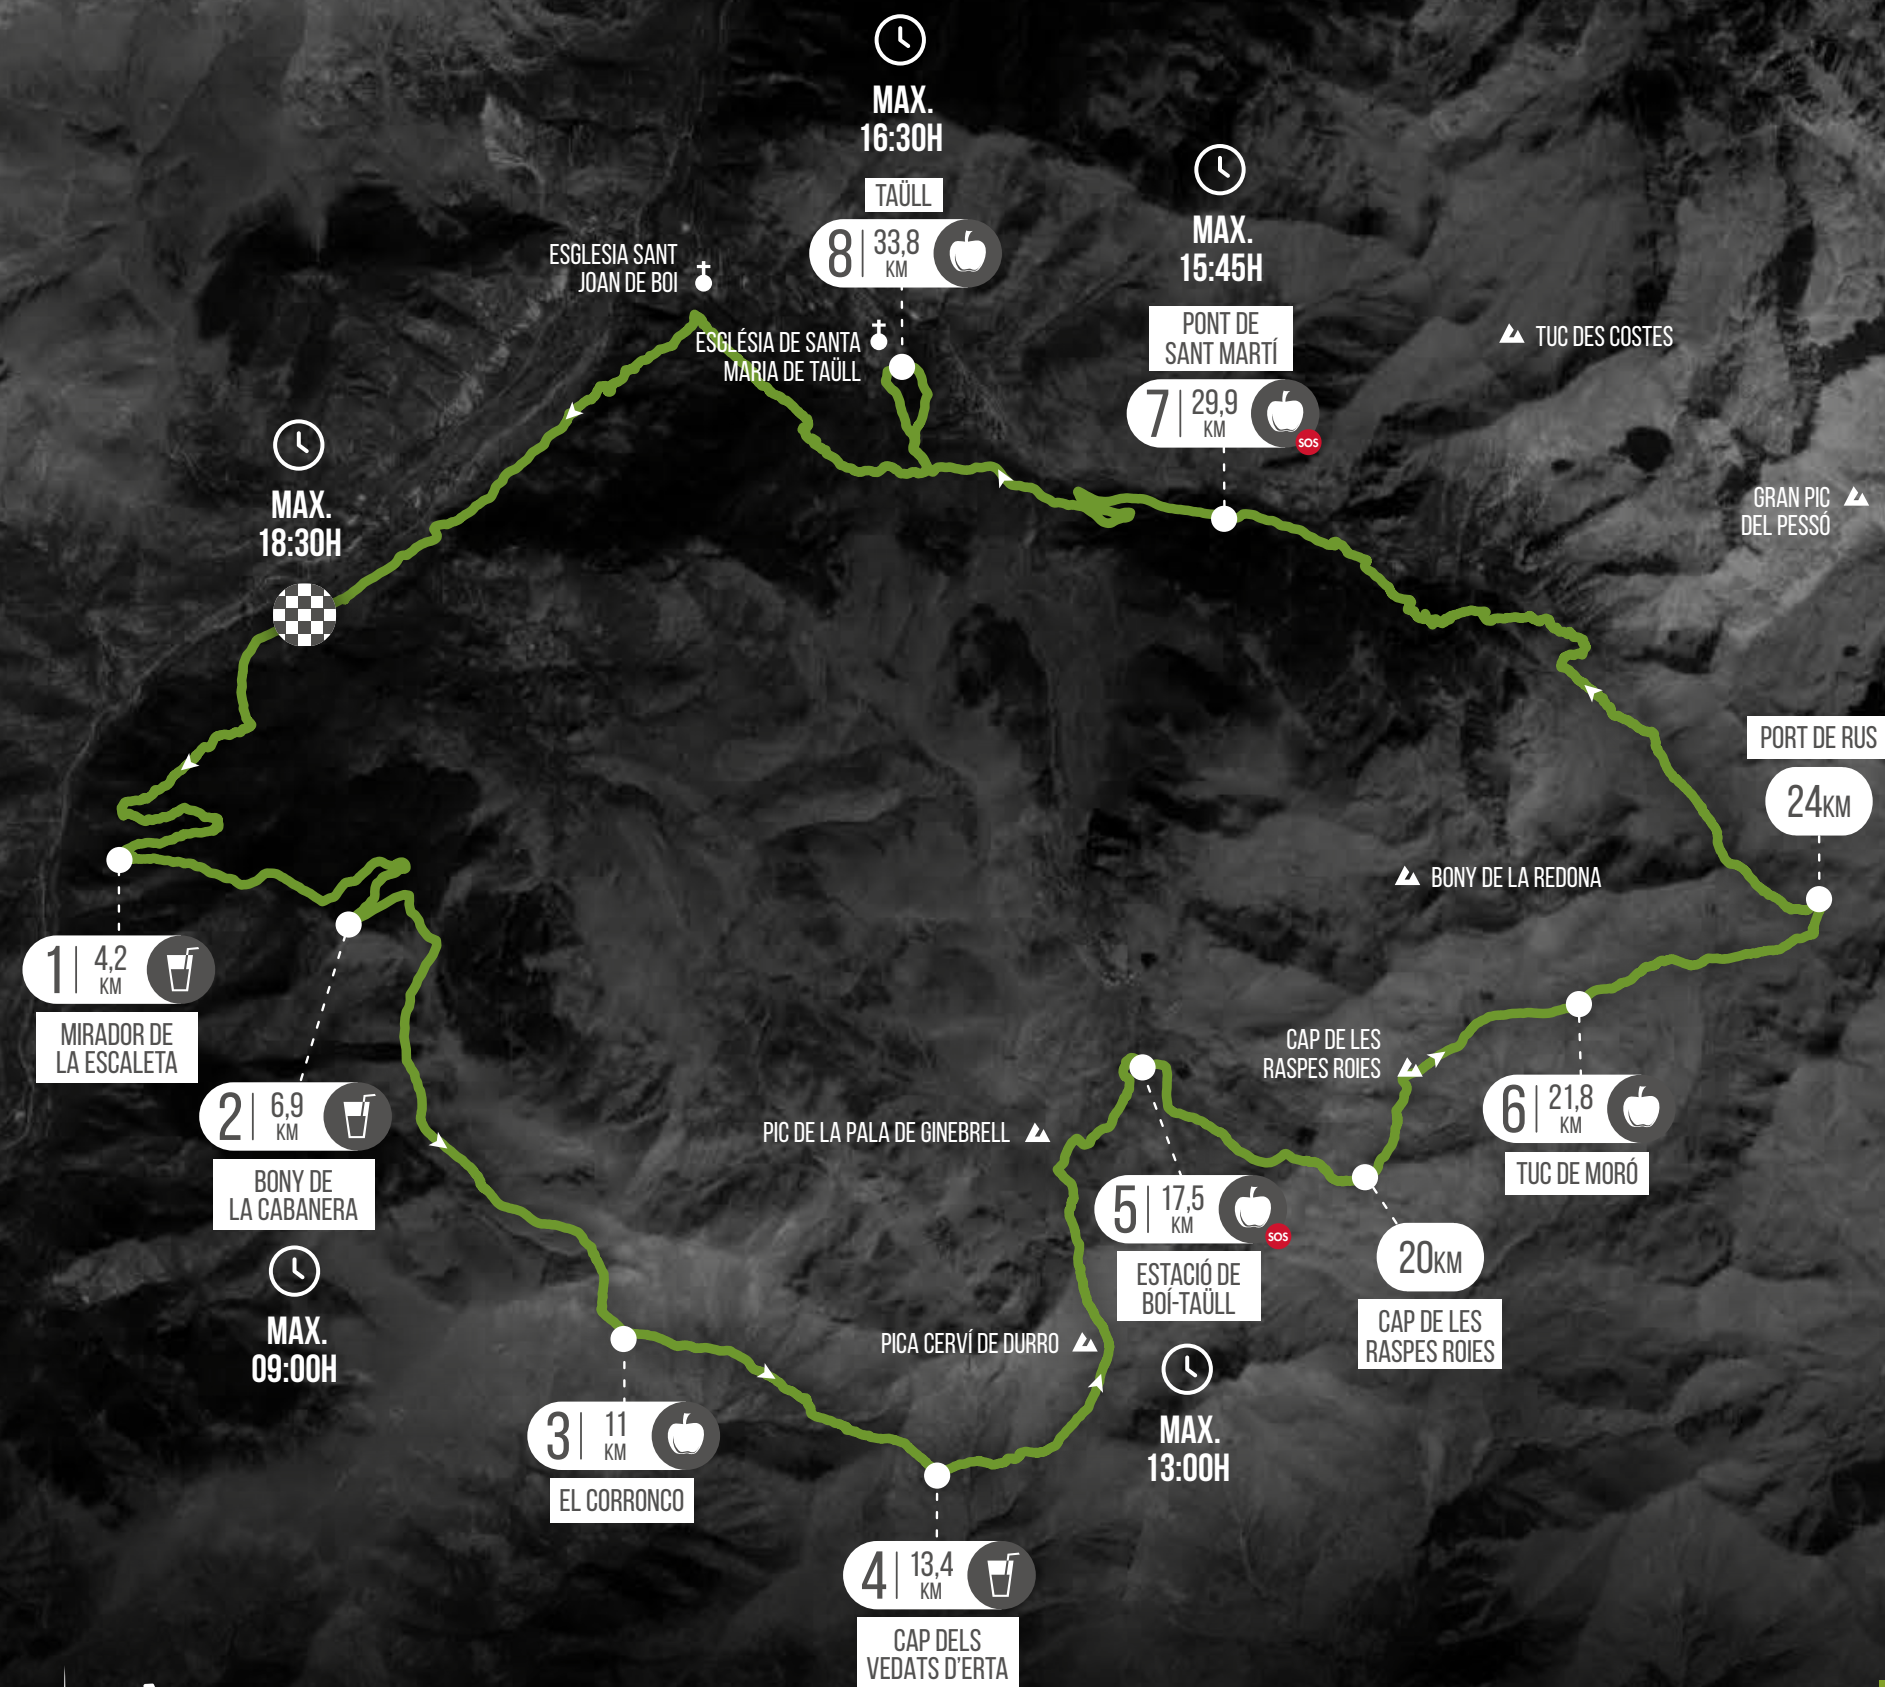 MAX.
16:30H
TAÜLL
8 33,8
KM
ESGLESIA SANT
JOAN DE BOI
ESGLÉSIA DE SANTA
MARIA DE TAÜLL
MAX.
15:45H
PONT DE
SANT MARTÍ
7 29,9
KM
SOS
TUC DES COSTES
GRAN PIC
DEL PESSÓ
MAX.
18:30H
PORT DE RUS
24KM
BONY DE LA REDONA
1 4,2
KM
MIRADOR DE
LA ESCALETA
2 6,9
KM
BONY DE
LA CABANERA
MAX.
09:00H
CAP DE LES
RASPES ROIES
6 21,8
KM
TUC DE MORÓ
PIC DE LA PALA DE GINEBRELL
5 17,5
KM
SOS
ESTACIÓ DE
BOÍ-TAÜLL
MAX.
13:00H
20KM
CAP DE LES
RASPES ROIES
PICA CERVÍ DE DURRO
3 11
KM
EL CORRONCO
4 13,4
KM
CAP DELS
VEDATS D'ERTA